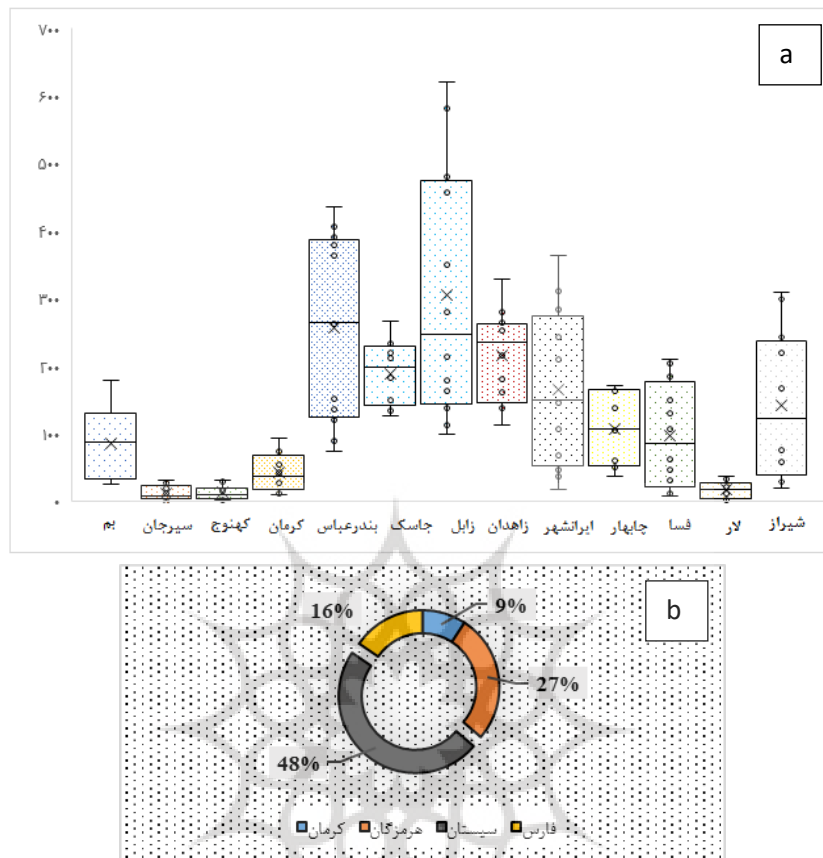 a
۷۰۰
۶۰۰
۵۰۰
۴۰۰
۳۰۰
۲۰۰
۱۰۰
۰
بم سیرجان کهنوج کرمان بندرعباس جاسک زابل زاهدان ایرانشهر چابهار فسا لار شیراز
b
16% 9%
27%
48%
کرمان هرمزگان سیستان فارس